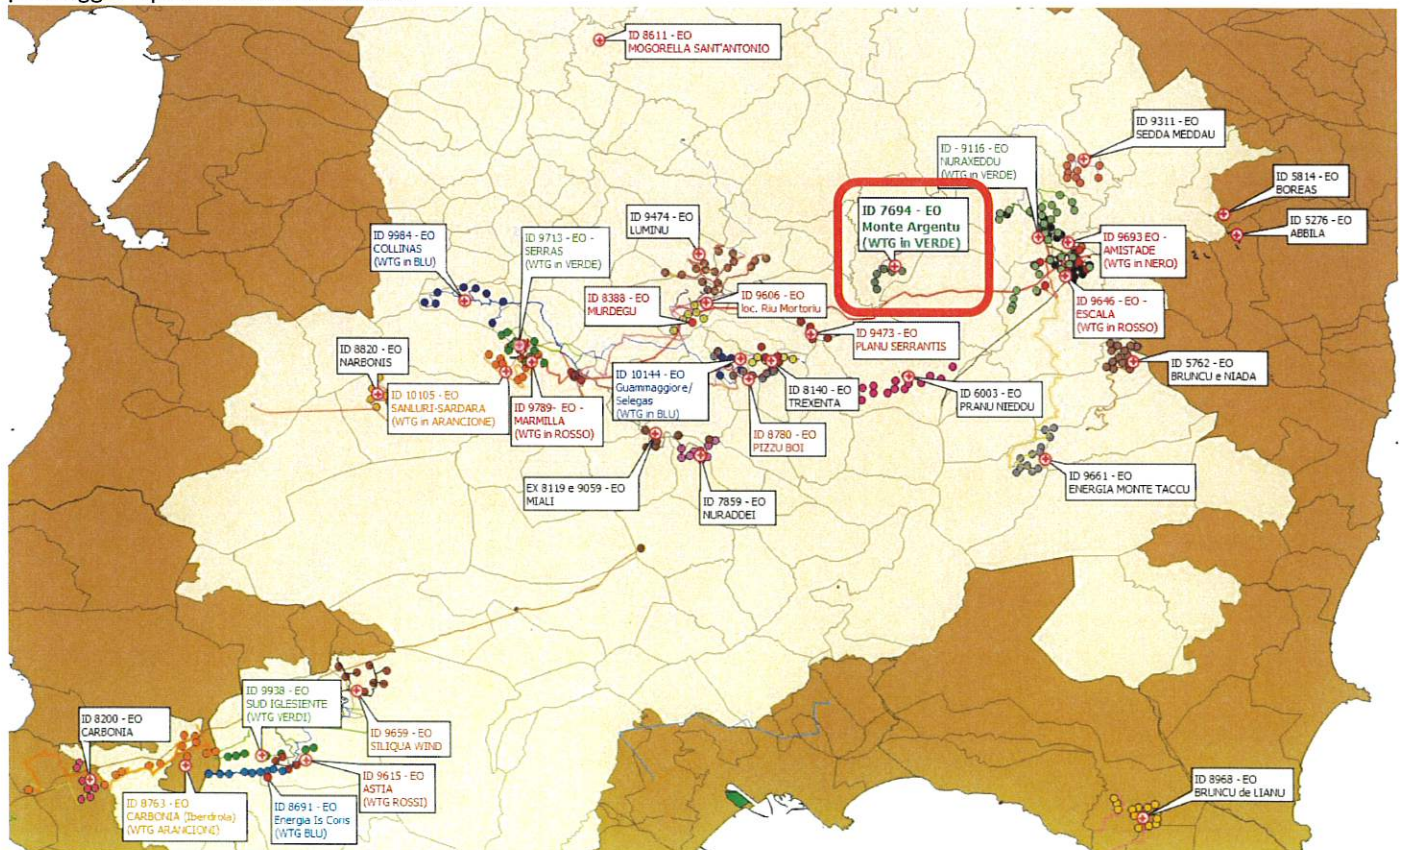 ID 8611 - EO
MOGORELLA SANT'ANTONIO
ID 9311 - EO
SEDDA MEDDAU
ID - 9116 - EO
NURAXEDDU
(WTG in VERDE)
ID 5814 - EO
BOREAS
ID 7694 - EO
Monte Argentu
(WTG in VERDE)
ID 9474 - EO
LUMINU
ID 5276 - EO
ABBILA
ID 9984 - EO
COLLINAS
(WTG in BLU)
ID 9713 - EO -
SERRAS
(WTG in VERDE)
ID 9693 EO -
AMISTADE
(WTG in NERO)
ID 8388 - EO
MURDEGU
ID 9606 - EO
loc. Riu Mortoriu
ID 9646 - EO -
ESCALA
(WTG in ROSSO)
ID 9473 - EO
PLANU SERRANTIS
ID 8820 - EO
NARBONIS
ID 5762 - EO
BRUNCU e NIADA
ID 10144 - EO
Guammaggiore/
Selegas
(WTG in BLU)
ID 8140 - EO
TREXENTA
ID 6003 - EO
PRANU NIEDDU
ID 10105 - EO
SANLURI-SARDARA
(WTG in ARANCIONE)
ID 9789- EO -
MARMILLA
(WTG in ROSSO)
ID 8780 - EO
PIZZU BOI
ID 9661 - EO
ENERGIA MONTE TACCU
EX 8119 e 9059 - EO
MIALI
ID 7859 - EO
NURADDEI
ID 9938 - EO
SUD IGLESIENTE
(WTG VERDI)
ID 8200 - EO
CARBONIA
ID 9659 - EO
SILIQUA WIND
ID 9615 - EO
ASTIA
(WTG ROSSI)
ID 8763 - EO
CARBONIA (Iberdrola)
(WTG ARANCIONI)
ID 8691 - EO
Energia Is Coris
(WTG BLU)
ID 8968 - EO
BRUNCU de LIANU